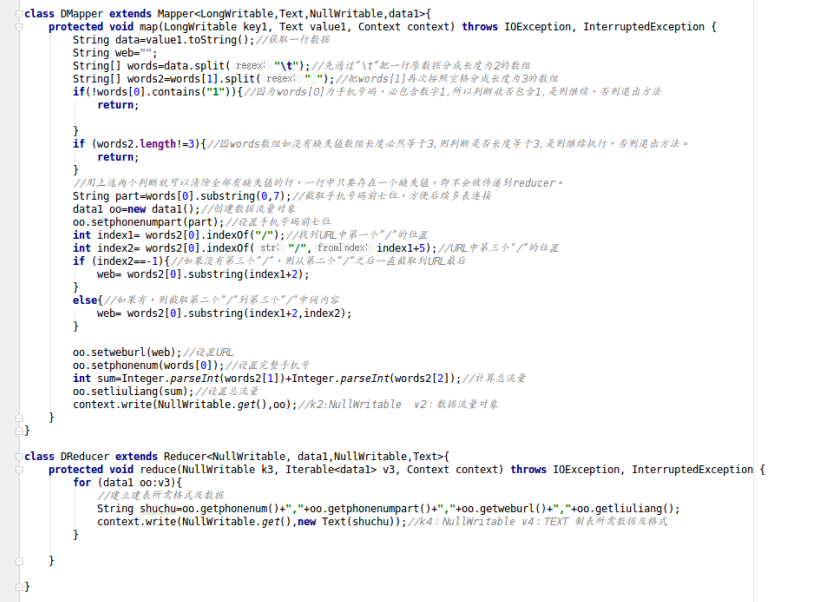 class DMapper extends Mapper<LongWritable,Text,NullWritable,data1>{
protected void map(LongWritable key1, Text value1, Context context) throws IOException, InterruptedException {
String data=value1.toString();//获取一行数据
String web="";
String[] words=data.split( regex: "\t");//先通过"\t"把一行原数据分成长度为2的数组
String[] words2=words[1].split( regex: " ");//把words[1]再次按照空格分成长度为3的数组
if(!words[0].contains("1")){//因为words[0]为手机号码，必包含数字1,所以判断收否包含1,是则继续，否则退出方法
return;
}
if (words2.length!=3){//因words数组如没有缺失值数组长度必然等于3,则判断是否长度等于3,是则继续执行，否则退出方法。
return;
}
//用上述两个判断就可以清除全部有缺失值的行，一行中只要存在一个缺失值，即不会被传递到reducer。
String part=words[0].substring(0,7);//截取手机号码前七位，方便后续多表连接
data1 oo=new data1();//创建数据流量对象
oo.setphonenumpart(part);//设置手机号码前七位
int index1= words2[0].indexOf("/");//找到URL中第一个"/"的位置
int index2= words2[0].indexOf( str: "/", fromIndex: index1+5);//URL中第三个"/"的位置
if (index2==-1){//如果没有第三个"/"，则从第二个"/"之后一直截取到URL最后
web= words2[0].substring(index1+2);
}
else{//如果有，则截取第二个"/"到第三个"/"中间内容
web= words2[0].substring(index1+2,index2);
}
oo.setweburl(web);//设置URL
oo.setphonenum(words[0]);//设置完整手机号
int sum=Integer.parseInt(words2[1])+Integer.parseInt(words2[2]);//计算总流量
oo.setliuliang(sum);//设置总流量
context.write(NullWritable.get(),oo);//k2:NullWritable v2：数据流量对象
}
}
class DReducer extends Reducer<NullWritable, data1,NullWritable,Text>{
protected void reduce(NullWritable k3, Iterable<data1> v3, Context context) throws IOException, InterruptedException {
for (data1 oo:v3){
//建立建表所需格式及数据
String shuchu=oo.getphonenum()+","+oo.getphonenumpart()+","+oo.getweburl()+","+oo.getliuliang();
context.write(NullWritable.get(),new Text(shuchu));//k4：NullWritable v4：TEXT 制表所需数据及格式
}
}
}